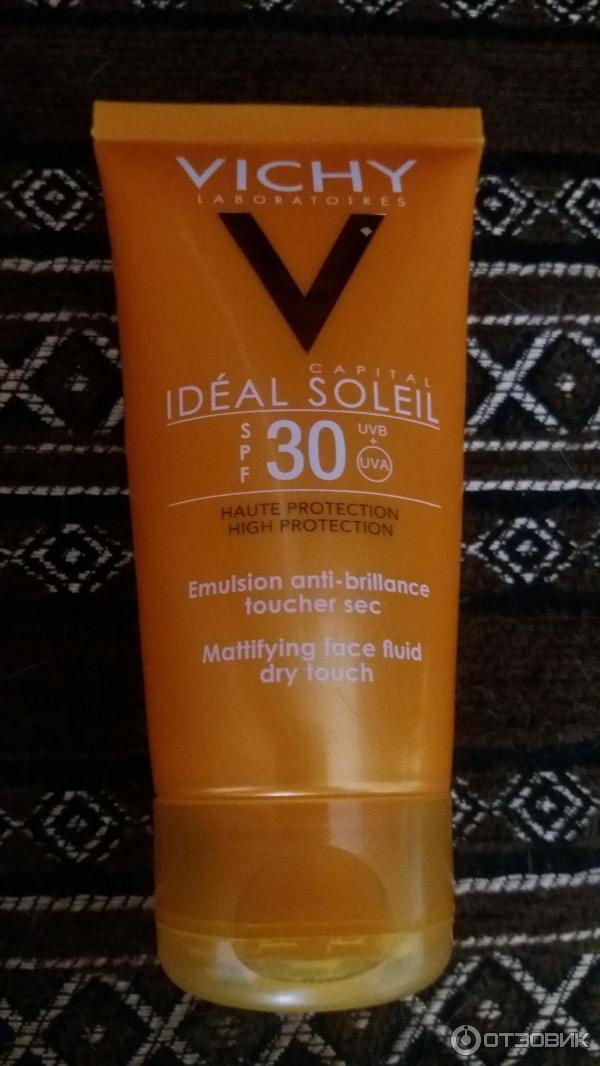 VICHY
LABORATOIRES
V
CAPITAL
IDÉAL SOLEIL
SPF 30 UVB + UVA
HAUTE PROTECTION
HIGH PROTECTION
Emulsion anti-brillance
toucher sec
Mattifying face fluid
dry touch
ОТЗОВИК